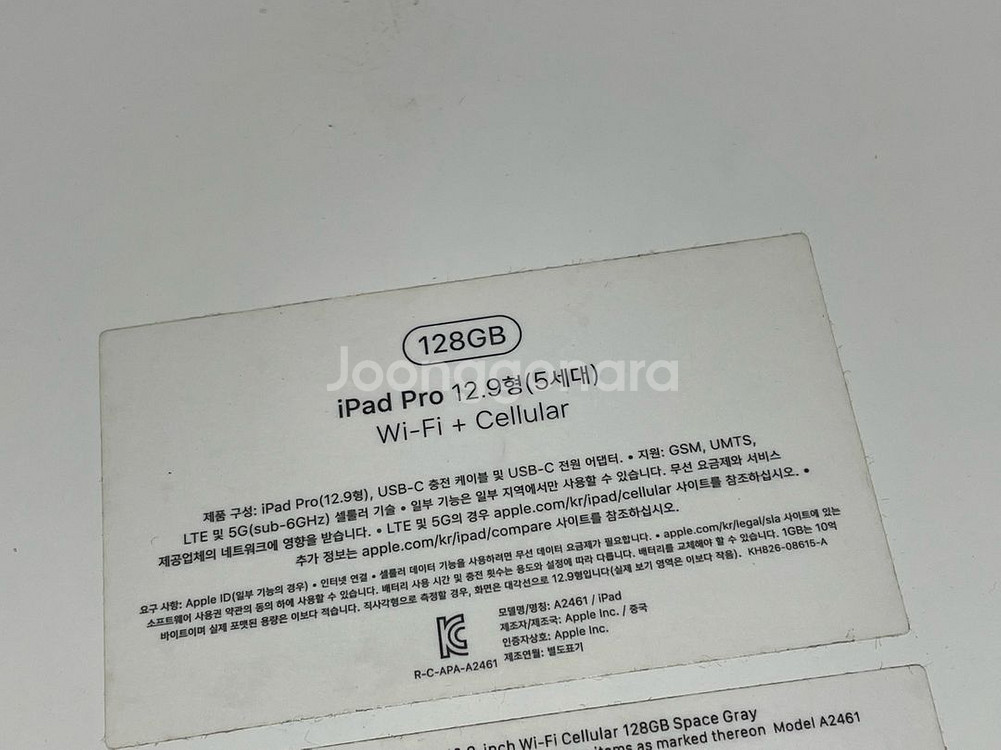 128GB
Joonggonara
iPad Pro 12.9형(5세대)
Wi-Fi + Cellular
제품 구성: iPad Pro(12.9형), USB-C 충전 케이블 및 USB-C 전원 어댑터. • 지원: GSM, UMTS,
LTE 및 5G(sub-6GHz) 셀룰러 기술 • 일부 기능은 일부 지역에서만 사용할 수 있습니다. 무선 요금제와 서비스
제공업체의 네트워크에 영향을 받습니다. • LTE 및 5G의 경우 apple.com/kr/ipad/cellular 사이트를 참조하십시오. •
추가 정보는 apple.com/kr/ipad/compare 사이트를 참조하십시오.
요구 사항: Apple ID(일부 기능의 경우) • 인터넷 연결 • 셀룰러 데이터 기능을 사용하려면 무선 데이터 요금제가 필요합니다. • apple.com/kr/legal/sla 사이트에 있는
소프트웨어 사용권 약관의 동의 하에 사용할 수 있습니다. 배터리 사용 시간 및 충전 횟수는 용도와 설정에 따라 다릅니다. 배터리를 교체해야 할 수 있습니다. 1GB는 10억
바이트이며 실제 포맷된 용량은 이보다 적습니다. 직사각형으로 측정할 경우, 화면은 대각선으로 12.9형입니다(실제 보기 영역은 이보다 작음). KH826-08615-A
R-C-APA-A2461
모델명/명칭: A2461 / iPad
제조자/제조국: Apple Inc. / 중국
인증자상호: Apple Inc.
제조연월: 별도표기
inch Wi-Fi Cellular 128GB Space Gray
items as marked thereon Model A2461